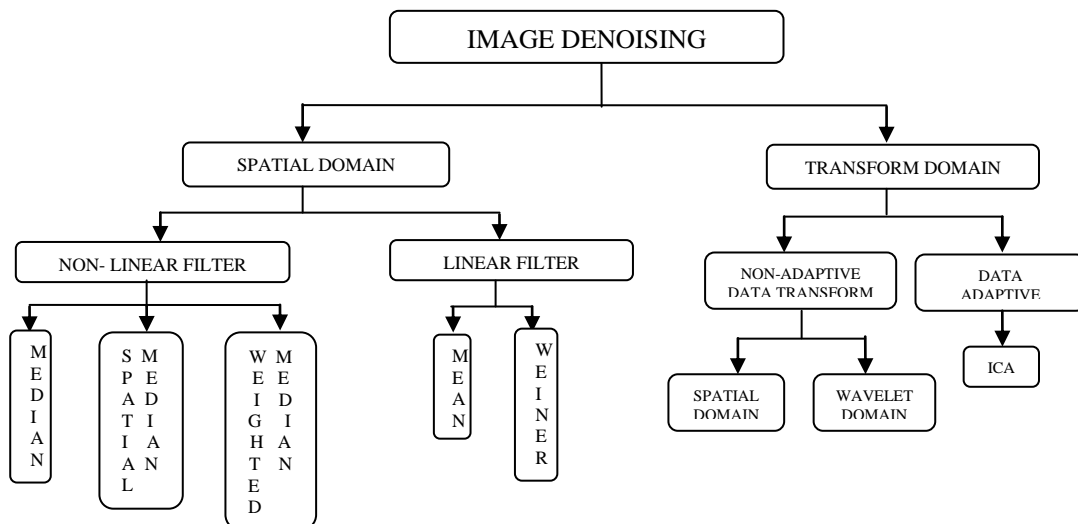 IMAGE DENOISING
SPATIAL DOMAIN
TRANSFORM DOMAIN
NON- LINEAR FILTER
LINEAR FILTER
NON-ADAPTIVE
DATA TRANSFORM
DATA
ADAPTIVE
MEDIAN
SPATIAL
MEDIAN
WEIGHTED
MEDIAN
MEAN
WEINER
SPATIAL
DOMAIN
WAVELET
DOMAIN
ICA